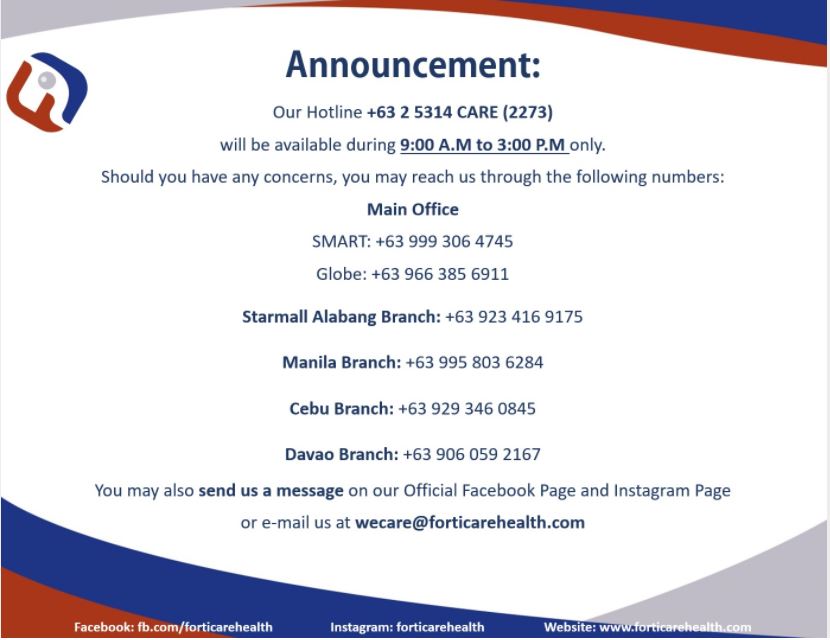 Announcement:
Our Hotline +63 2 5314 CARE (2273)
will be available during 9:00 A.M to 3:00 P.M only.
Should you have any concerns, you may reach us through the following numbers:
Main Office
SMART: +63 999 306 4745
Globe: +63 966 385 6911
Starmall Alabang Branch: +63 923 416 9175
Manila Branch: +63 995 803 6284
Cebu Branch: +63 929 346 0845
Davao Branch: +63 906 059 2167
You may also send us a message on our Official Facebook Page and Instagram Page
or e-mail us at wecare@forticarehealth.com
Facebook: fb.com/forticarehealth Instagram: forticarehealth Website: www.forticarehealth.com